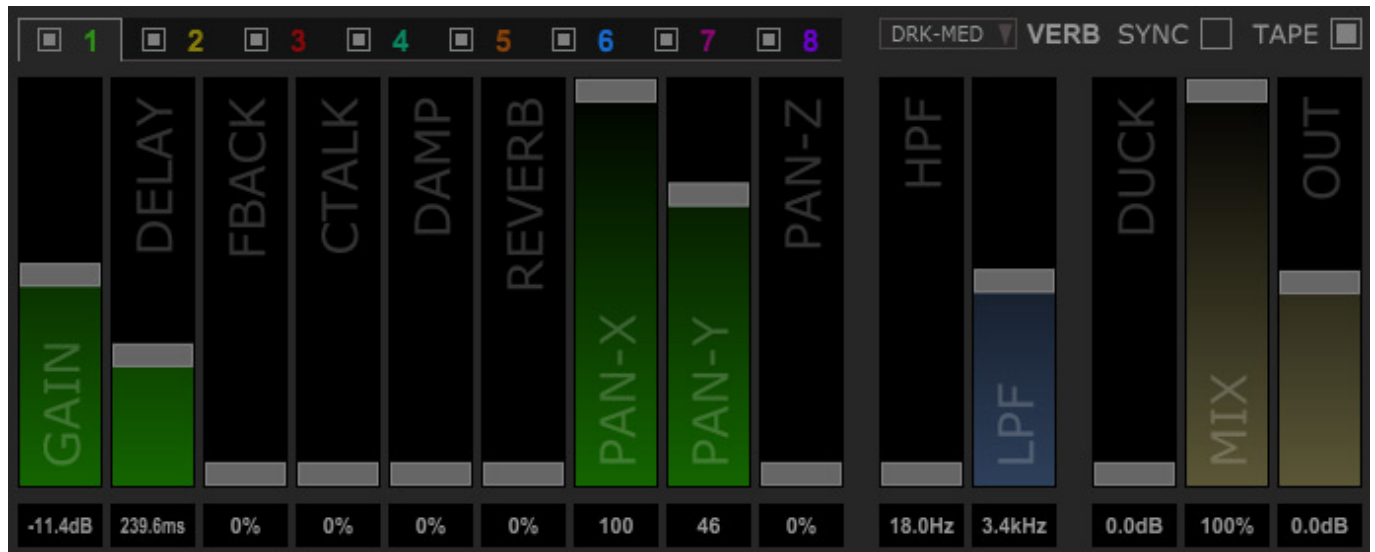 1 2 3 4 5 6 7 8 DRK-MED VERB SYNC TAPE
GAIN DELAY FBACK CTALK DAMP REVERB PAN-X PAN-Y PAN-Z HPF LPF DUCK MIX OUT
-11.4dB 239.6ms 0% 0% 0% 0% 100 46 0% 18.0Hz 3.4kHz 0.0dB 100% 0.0dB